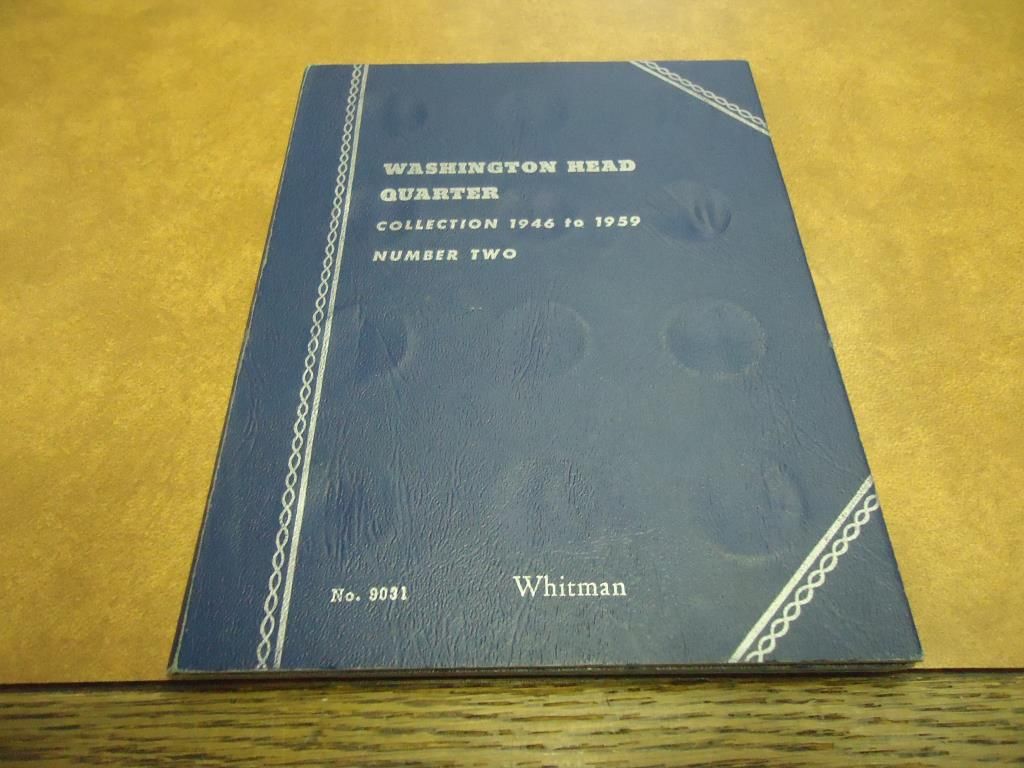 WASHINGTON HEAD
QUARTER
COLLECTION 1946 to 1959
NUMBER TWO
No. 9031
Whitman